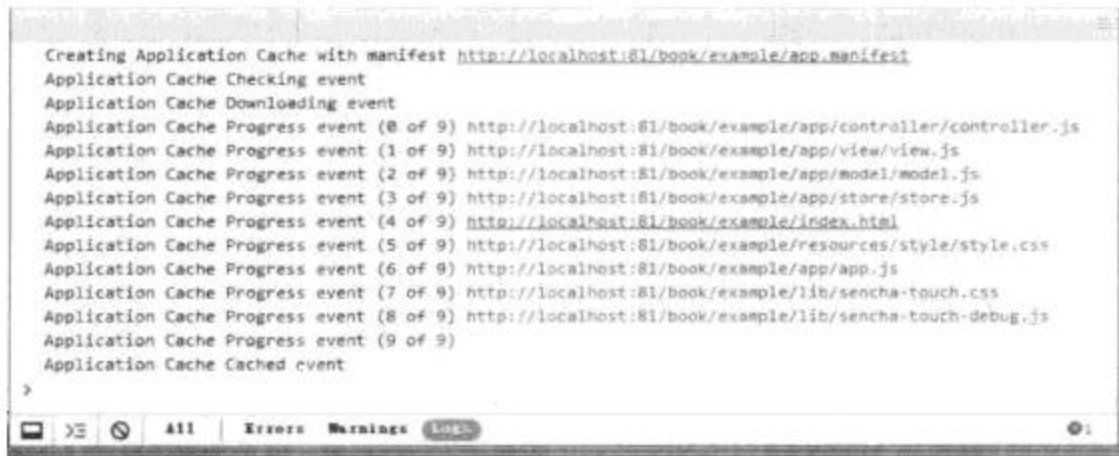 Creating Application Cache with manifest http://localhost:81/book/example/app.manifest
Application Cache Checking event
Application Cache Downloading event
Application Cache Progress event (0 of 9) http://localhost:81/book/example/app/controller/controller.js
Application Cache Progress event (1 of 9) http://localhost:81/book/example/app/view/view.js
Application Cache Progress event (2 of 9) http://localhost:81/book/example/app/model/model.js
Application Cache Progress event (3 of 9) http://localhost:81/book/example/app/store/store.js
Application Cache Progress event (4 of 9) http://localhost:81/book/example/index.html
Application Cache Progress event (5 of 9) http://localhost:81/book/example/resources/style/style.css
Application Cache Progress event (6 of 9) http://localhost:81/book/example/app/app.js
Application Cache Progress event (7 of 9) http://localhost:81/book/example/lib/sencha-touch.css
Application Cache Progress event (8 of 9) http://localhost:81/book/example/lib/sencha-touch-debug.js
Application Cache Progress event (9 of 9)
Application Cache Cached event
>
All Errors Warnings Logs 1